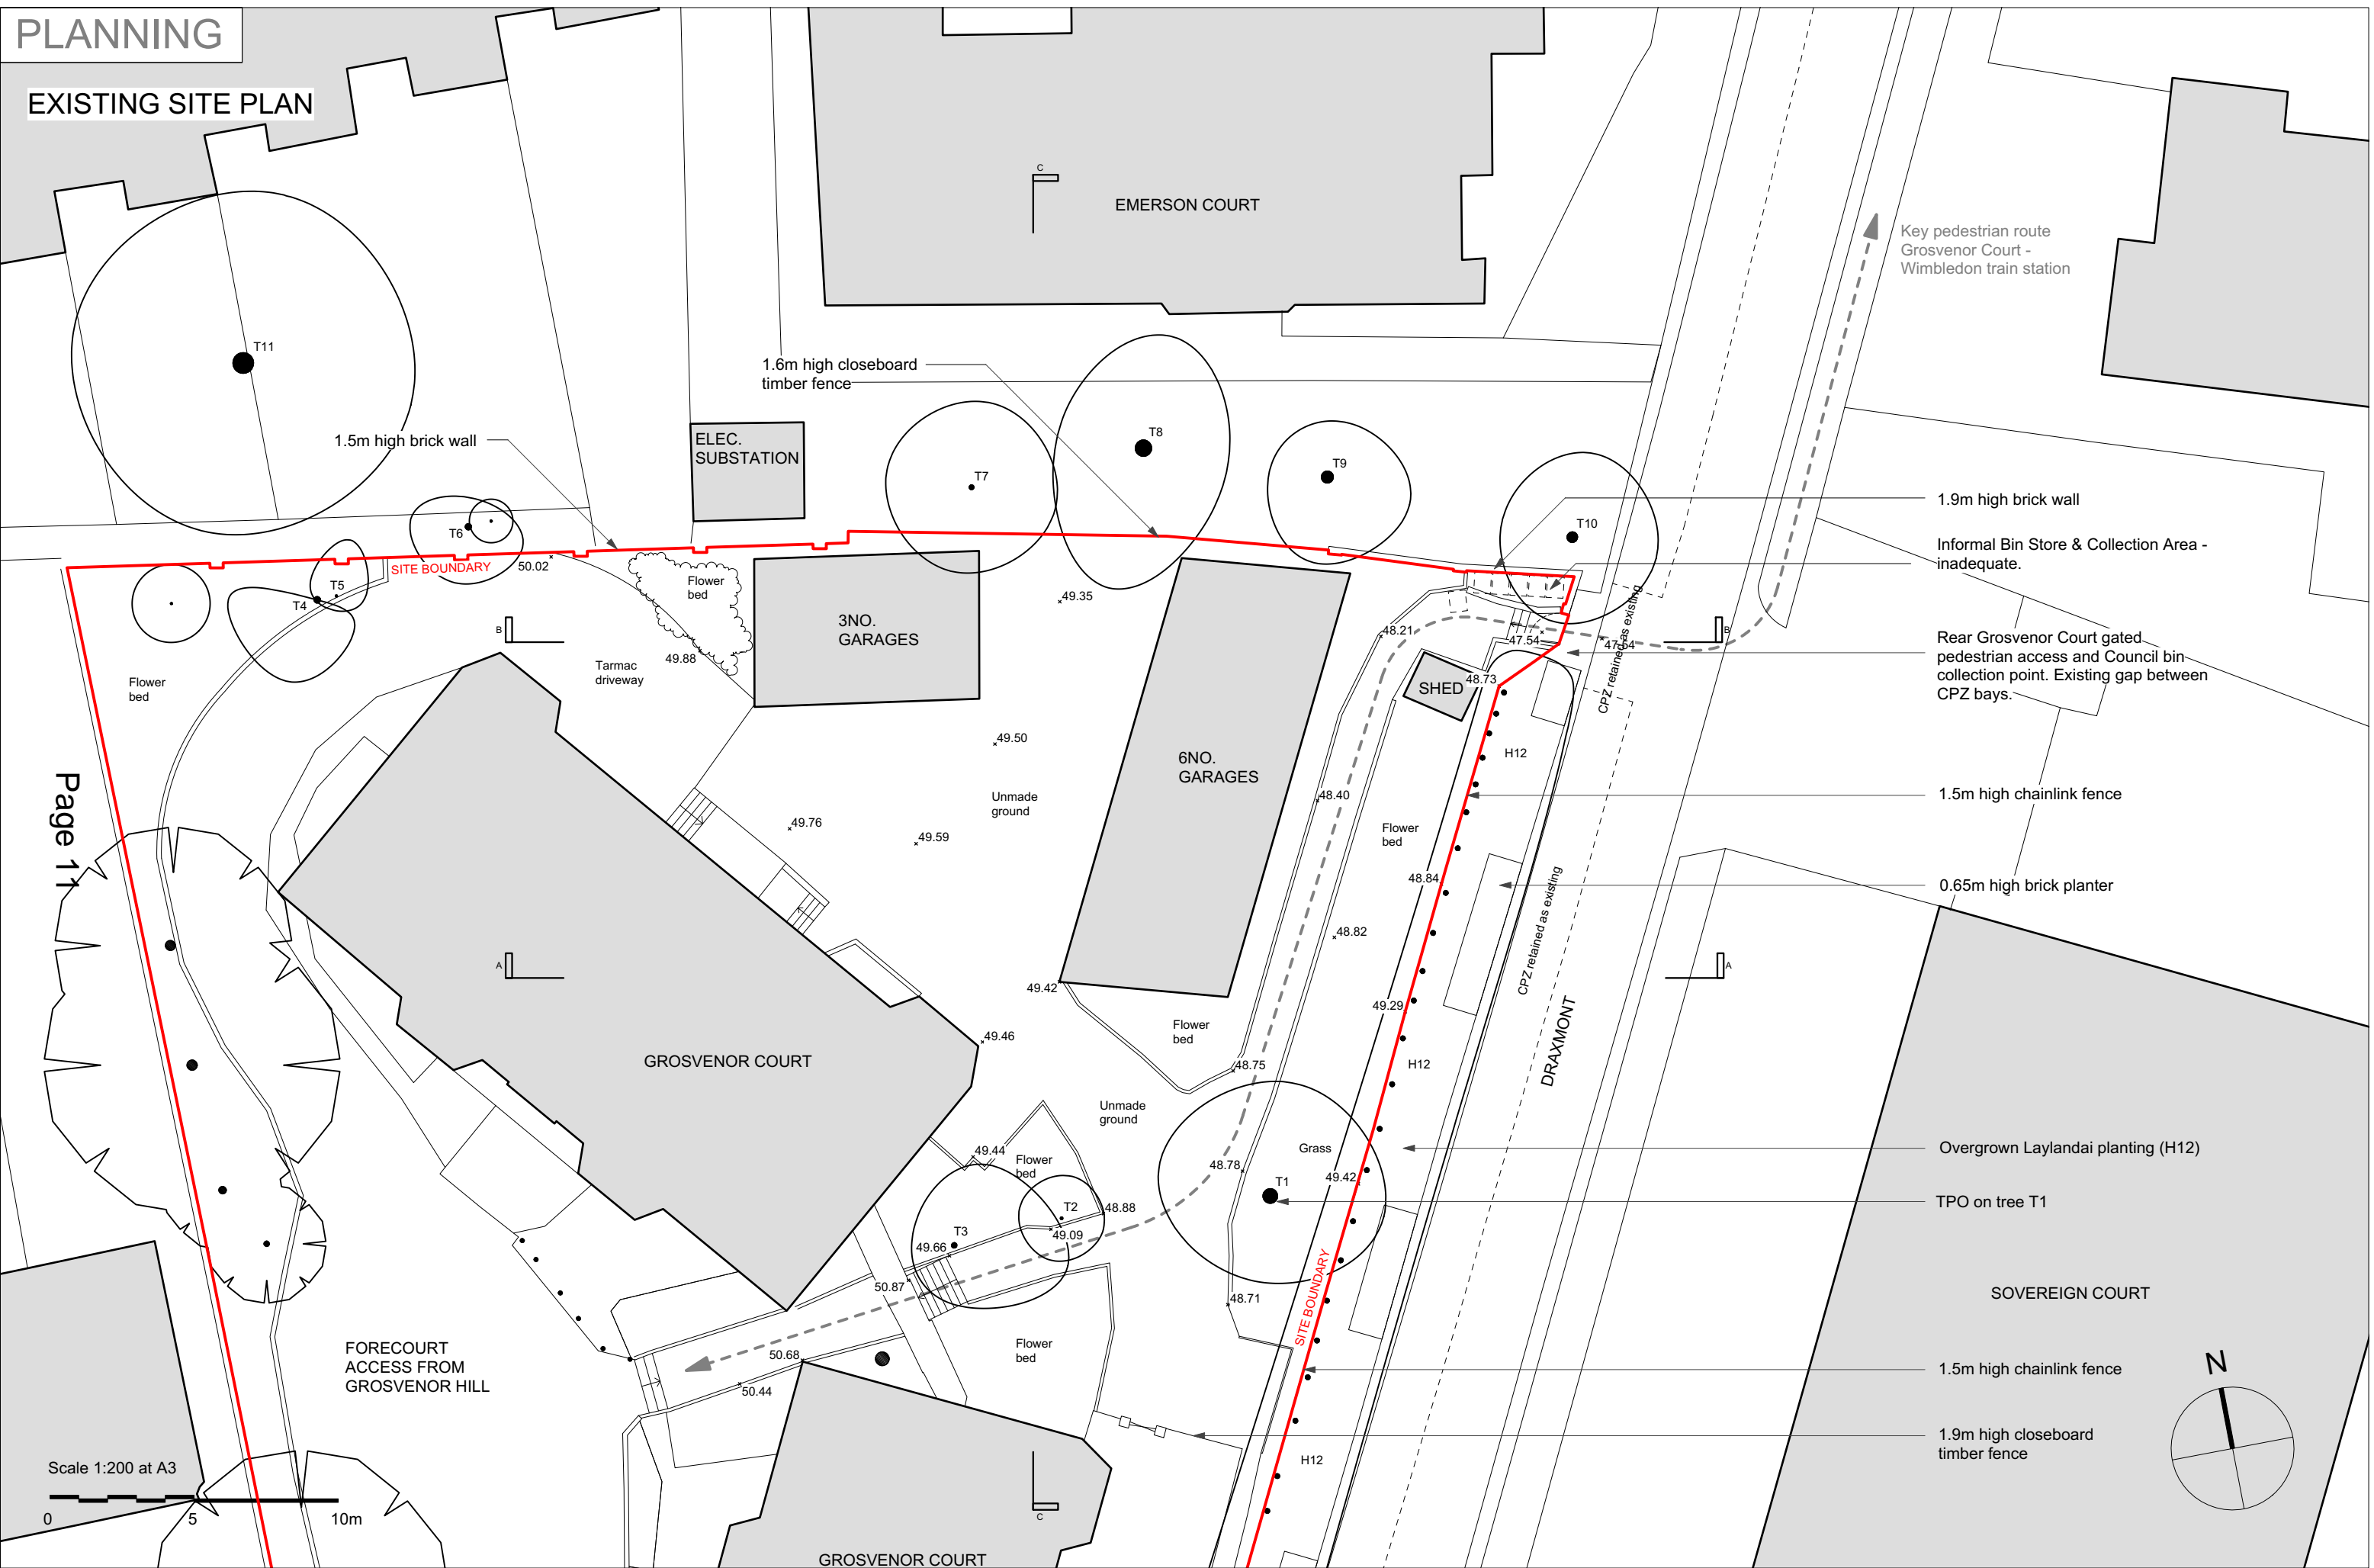 PLANNING
EXISTING SITE PLAN
C
EMERSON COURT
Key pedestrian route
Grosvenor Court -
Wimbledon train station
T11
1.6m high closeboard
timber fence
1.5m high brick wall
ELEC.
SUBSTATION
T7
T8
T9
T10
1.9m high brick wall
Informal Bin Store & Collection Area -
inadequate.
T6
SITE BOUNDARY
50.02
T5
T4
Flower
bed
49.35
3NO.
GARAGES
B
48.21
47.54
47.64
B
Rear Grosvenor Court gated
pedestrian access and Council bin
collection point. Existing gap between
CPZ bays.
CPZ retained as existing
Tarmac
driveway
49.88
Flower
bed
SHED
48.73
H12
49.50
6NO.
GARAGES
Page 11
Unmade
ground
48.40
1.5m high chainlink fence
49.76
49.59
Flower
bed
48.84
0.65m high brick planter
CPZ retained as existing
48.82
A
A
49.42
49.29
Flower
bed
DRAXMONT
49.46
GROSVENOR COURT
48.75
H12
Unmade
ground
Grass
Overgrown Laylandai planting (H12)
49.44
Flower
bed
48.78
49.42
T1
TPO on tree T1
T2
48.88
49.09
T3
49.66
50.87
48.71
SITE BOUNDARY
SOVEREIGN COURT
FORECOURT
ACCESS FROM
GROSVENOR HILL
50.68
50.44
Flower
bed
1.5m high chainlink fence
N
1.9m high closeboard
timber fence
H12
Scale 1:200 at A3
0
5
10m
C
GROSVENOR COURT